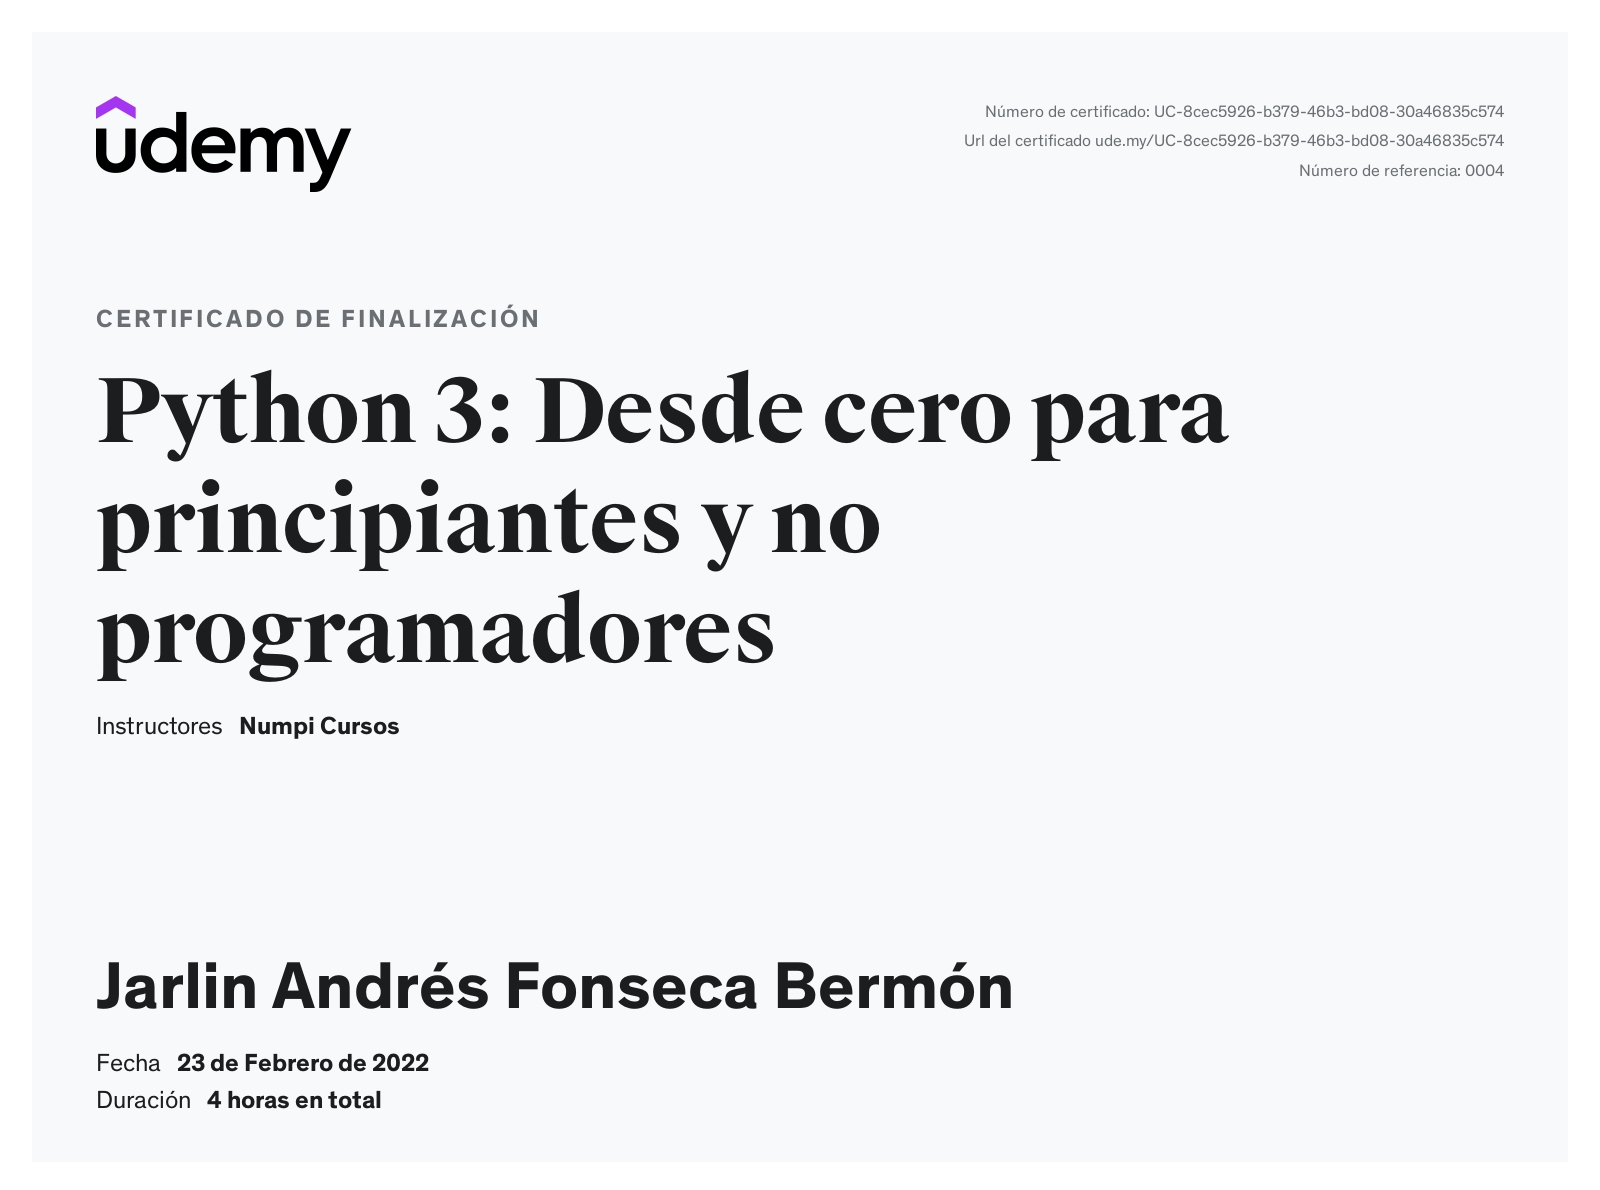 udemy
Número de certificado: UC-8cec5926-b379-46b3-bd08-30a46835c574
Url del certificado ude.my/UC-8cec5926-b379-46b3-bd08-30a46835c574
Número de referencia: 0004
CERTIFICADO DE FINALIZACIÓN
Python 3: Desde cero para
principiantes y no
programadores
Instructores Numpi Cursos
Jarlin Andrés Fonseca Bermón
Fecha 23 de Febrero de 2022
Duración 4 horas en total